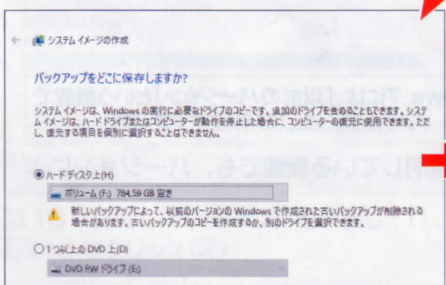 システム イメージの作成
バックアップをどこに保存しますか?
システム イメージは、Windows の実行に必要なドライブのコピーです。追加のドライブを含めることもできます。システ
ム イメージは、ハード ドライブまたはコンピューターが動作を停止した場合に、コンピューターの復元に使用できます。ただ
し、復元する項目を個別に選択することはできません。
ハード ディスク上(H)
ボリューム (F:) 784.59 GB 空き
新しいバックアップによって、以前のバージョンの Windows で作成された古いバックアップが削除される
場合があります。古いバックアップのコピーを作成するか、別のドライブを選択できます。
1 つ以上の DVD 上(D)
DVD RW ドライブ (E:)